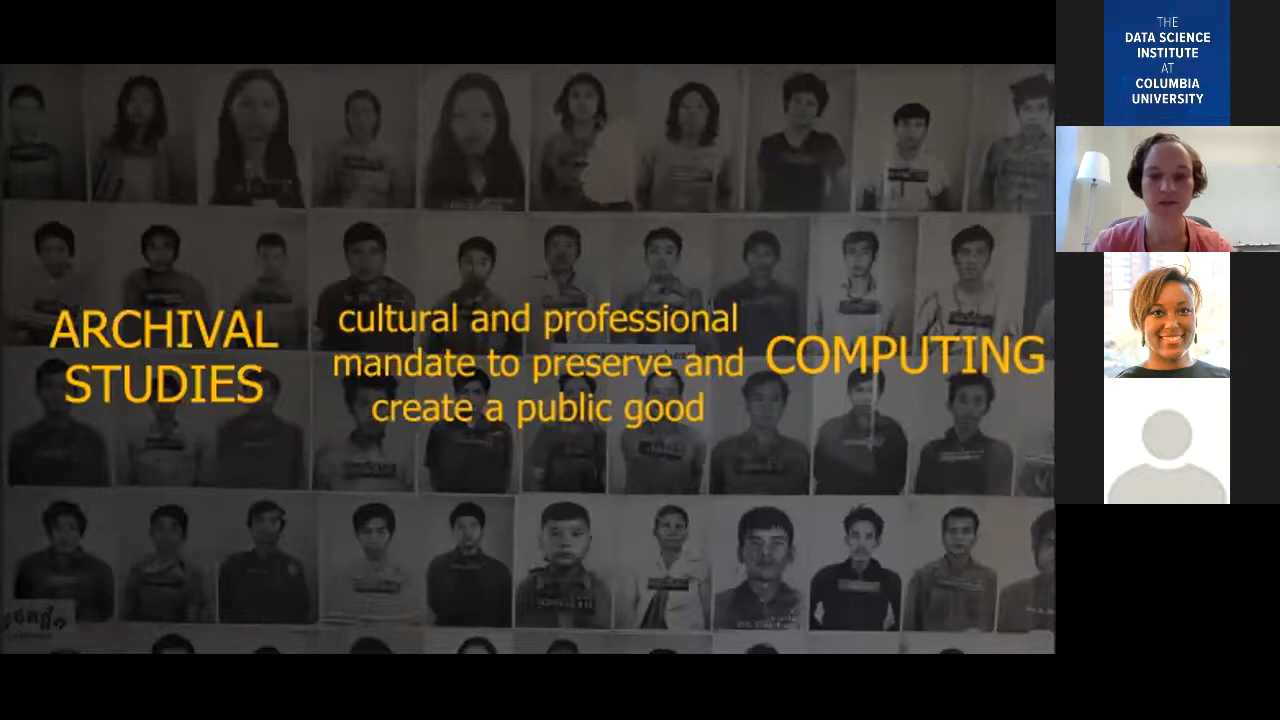 ARCHIVAL
STUDIES
cultural and professional
mandate to preserve and
create a public good
COMPUTING
THE
DATA SCIENCE
INSTITUTE
AT
COLUMBIA
UNIVERSITY